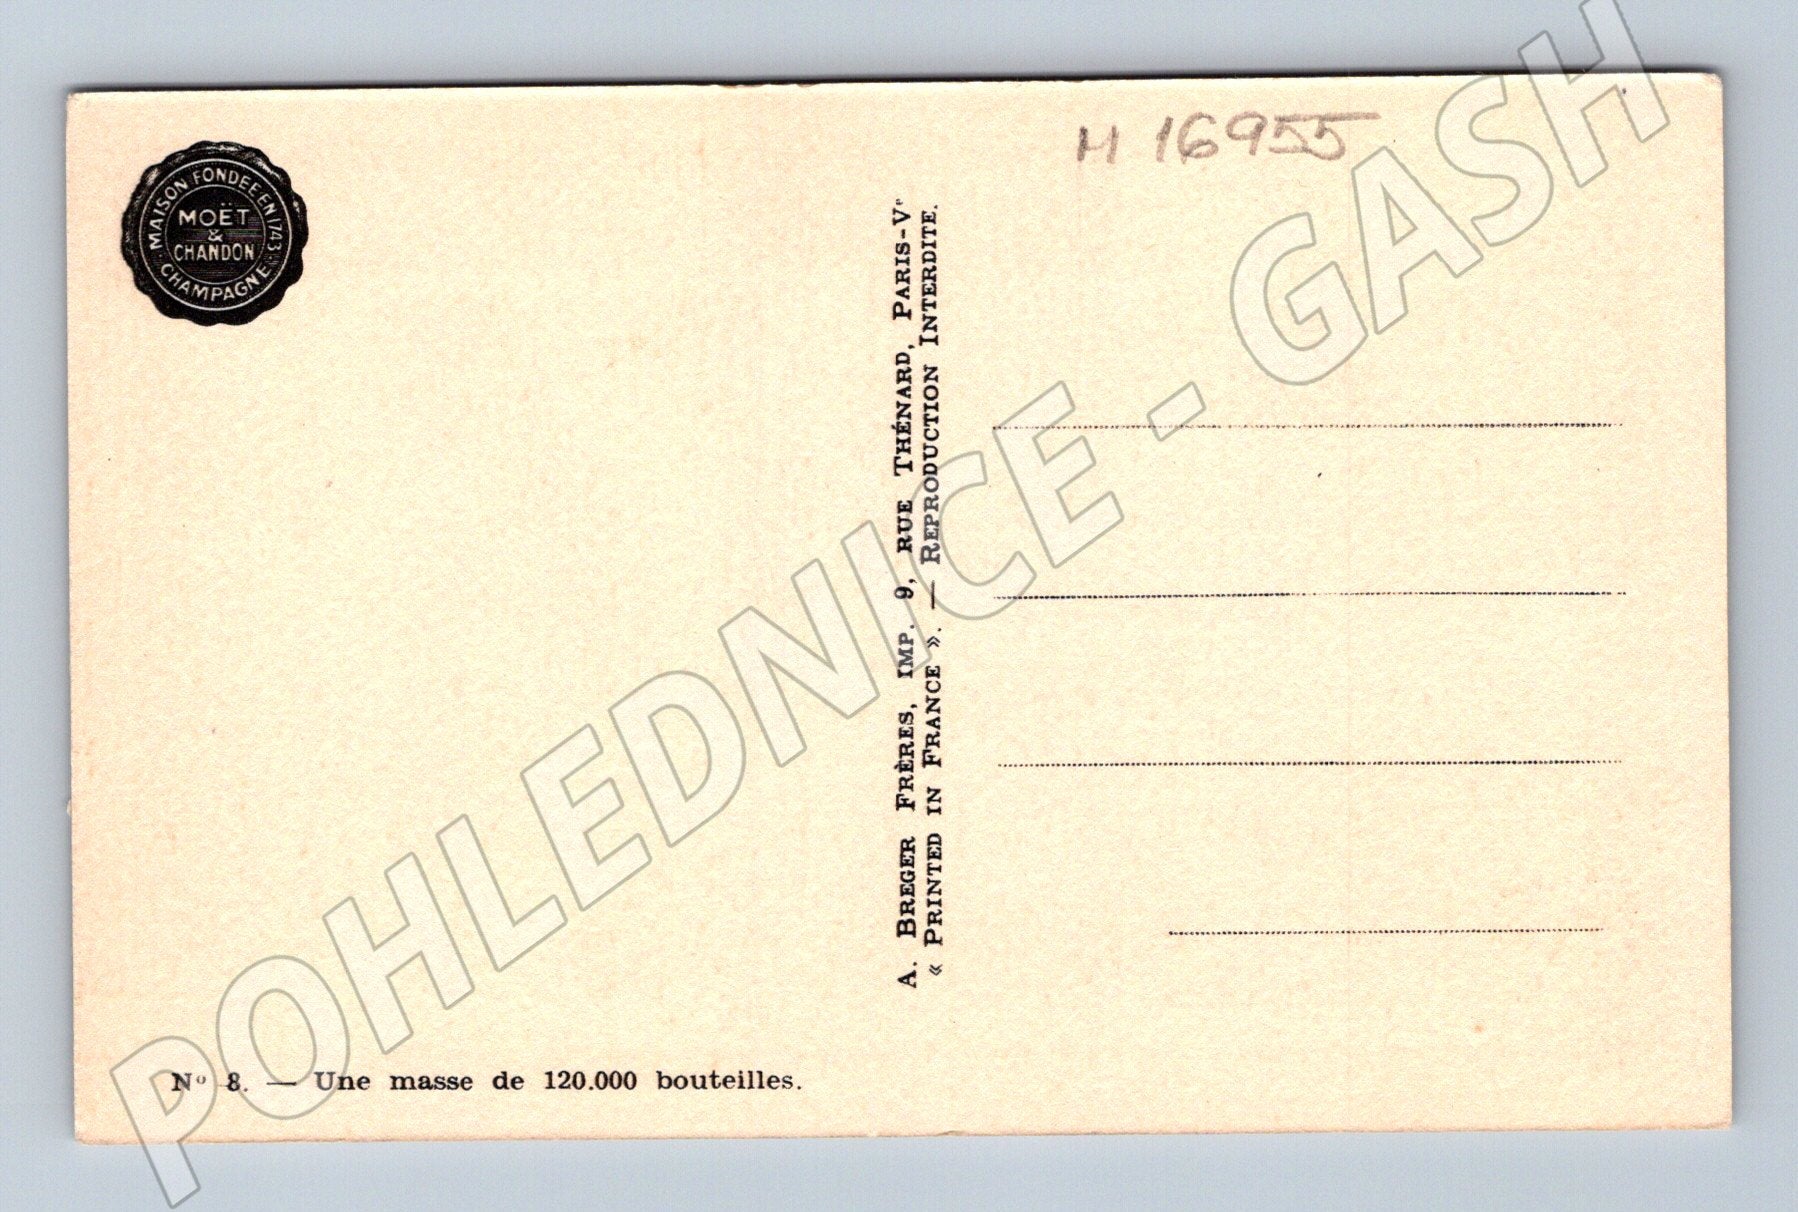 H 16955
MAISON FONDEE EN 1743
MOËT
&
CHANDON
CHAMPAGNE
A. BREGER FRÈRES, IMP. 9, RUE THÉNARD, PARIS-Vᵉ
« PRINTED IN FRANCE ». — REPRODUCTION INTERDITE.
Nº 8. — Une masse de 120.000 bouteilles.
POHLEDNICE - GASH